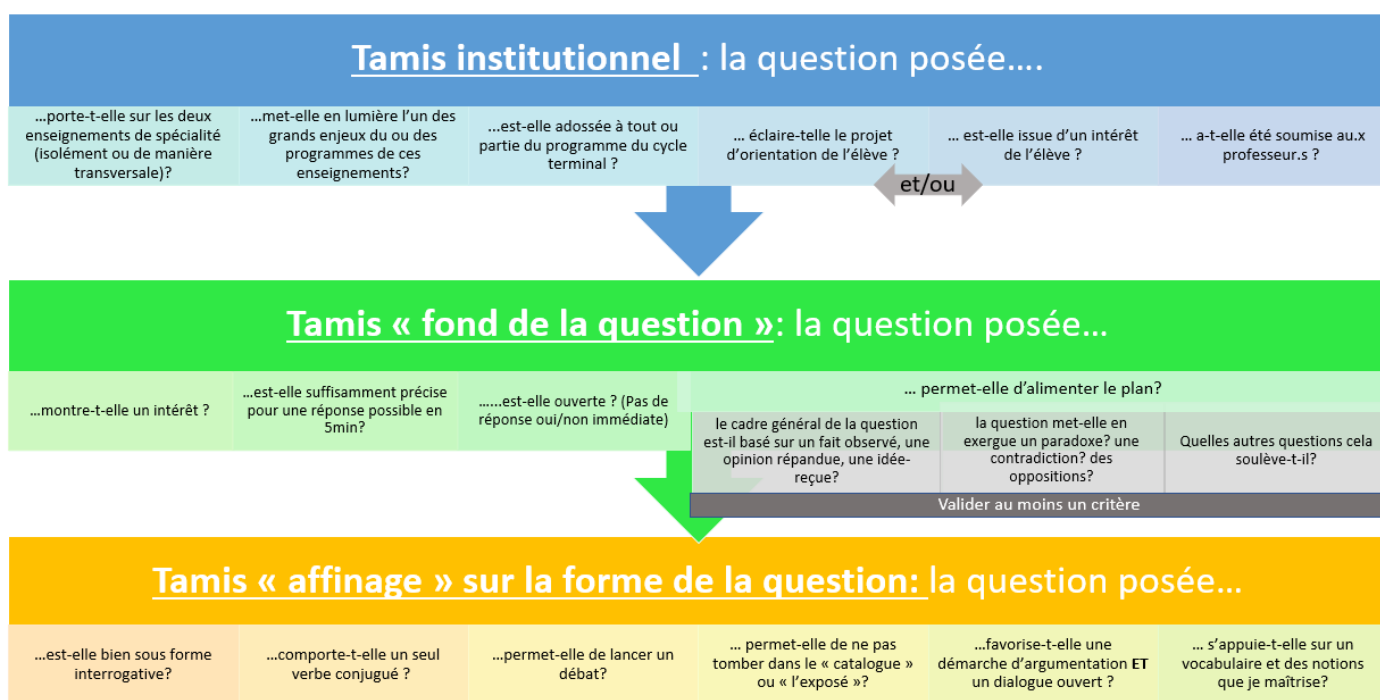 Tamis institutionnel : la question posée….
…porte-t-elle sur les deux
enseignements de spécialité
(isolément ou de manière
transversale)?
…met-elle en lumière l’un des
grands enjeux du ou des
programmes de ces
enseignements?
...est-elle adossée à tout ou
partie du programme du cycle
terminal ?
… éclaire-telle le projet
d’orientation de l’élève ?
… est-elle issue d’un intérêt
de l’élève ?
… a-t-elle été soumise au.x
professeur.s ?
et/ou
Tamis « fond de la question »: la question posée…
…montre-t-elle un intérêt ?
…est-elle suffisamment précise
pour une réponse possible en
5min?
…...est-elle ouverte ? (Pas de
réponse oui/non immédiate)
… permet-elle d’alimenter le plan?
le cadre général de la question
est-il basé sur un fait observé, une
opinion répandue, une idée-
reçue?
la question met-elle en
exergue un paradoxe? une
contradiction? des
oppositions?
Quelles autres questions cela
soulève-t-il?
Valider au moins un critère
Tamis « affinage » sur la forme de la question: la question posée…
…est-elle bien sous forme
interrogative?
…comporte-t-elle un seul
verbe conjugué ?
…permet-elle de lancer un
débat?
… permet-elle de ne pas
tomber dans le « catalogue »
ou « l’exposé »?
…favorise-t-elle une
démarche d’argumentation ET
un dialogue ouvert ?
… s’appuie-t-elle sur un
vocabulaire et des notions
que je maîtrise?